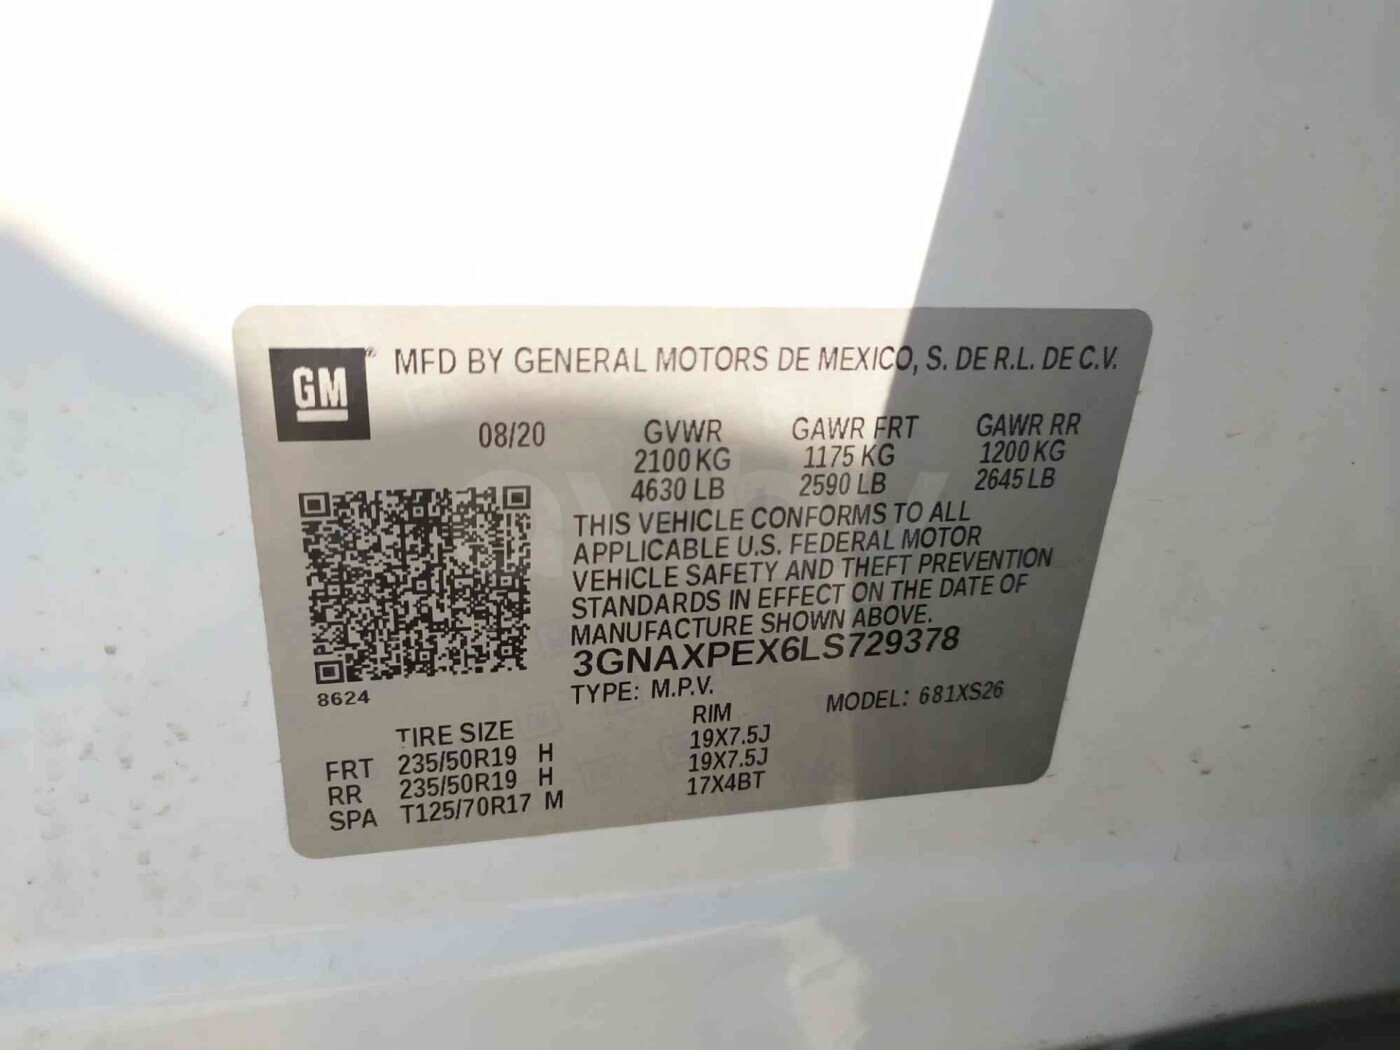 GM
MFD BY GENERAL MOTORS DE MEXICO, S. DE R.L. DE C.V.
08/20 GVWR GAWR FRT GAWR RR
2100 KG 1175 KG 1200 KG
4630 LB 2590 LB 2645 LB
THIS VEHICLE CONFORMS TO ALL
APPLICABLE U.S. FEDERAL MOTOR
VEHICLE SAFETY AND THEFT PREVENTION
STANDARDS IN EFFECT ON THE DATE OF
MANUFACTURE SHOWN ABOVE.
3GNAXPEX6LS729378
8624 TYPE: M.P.V. MODEL: 681XS26
TIRE SIZE RIM
FRT 235/50R19 H 19X7.5J
RR 235/50R19 H 19X7.5J
SPA T125/70R17 M 17X4BT